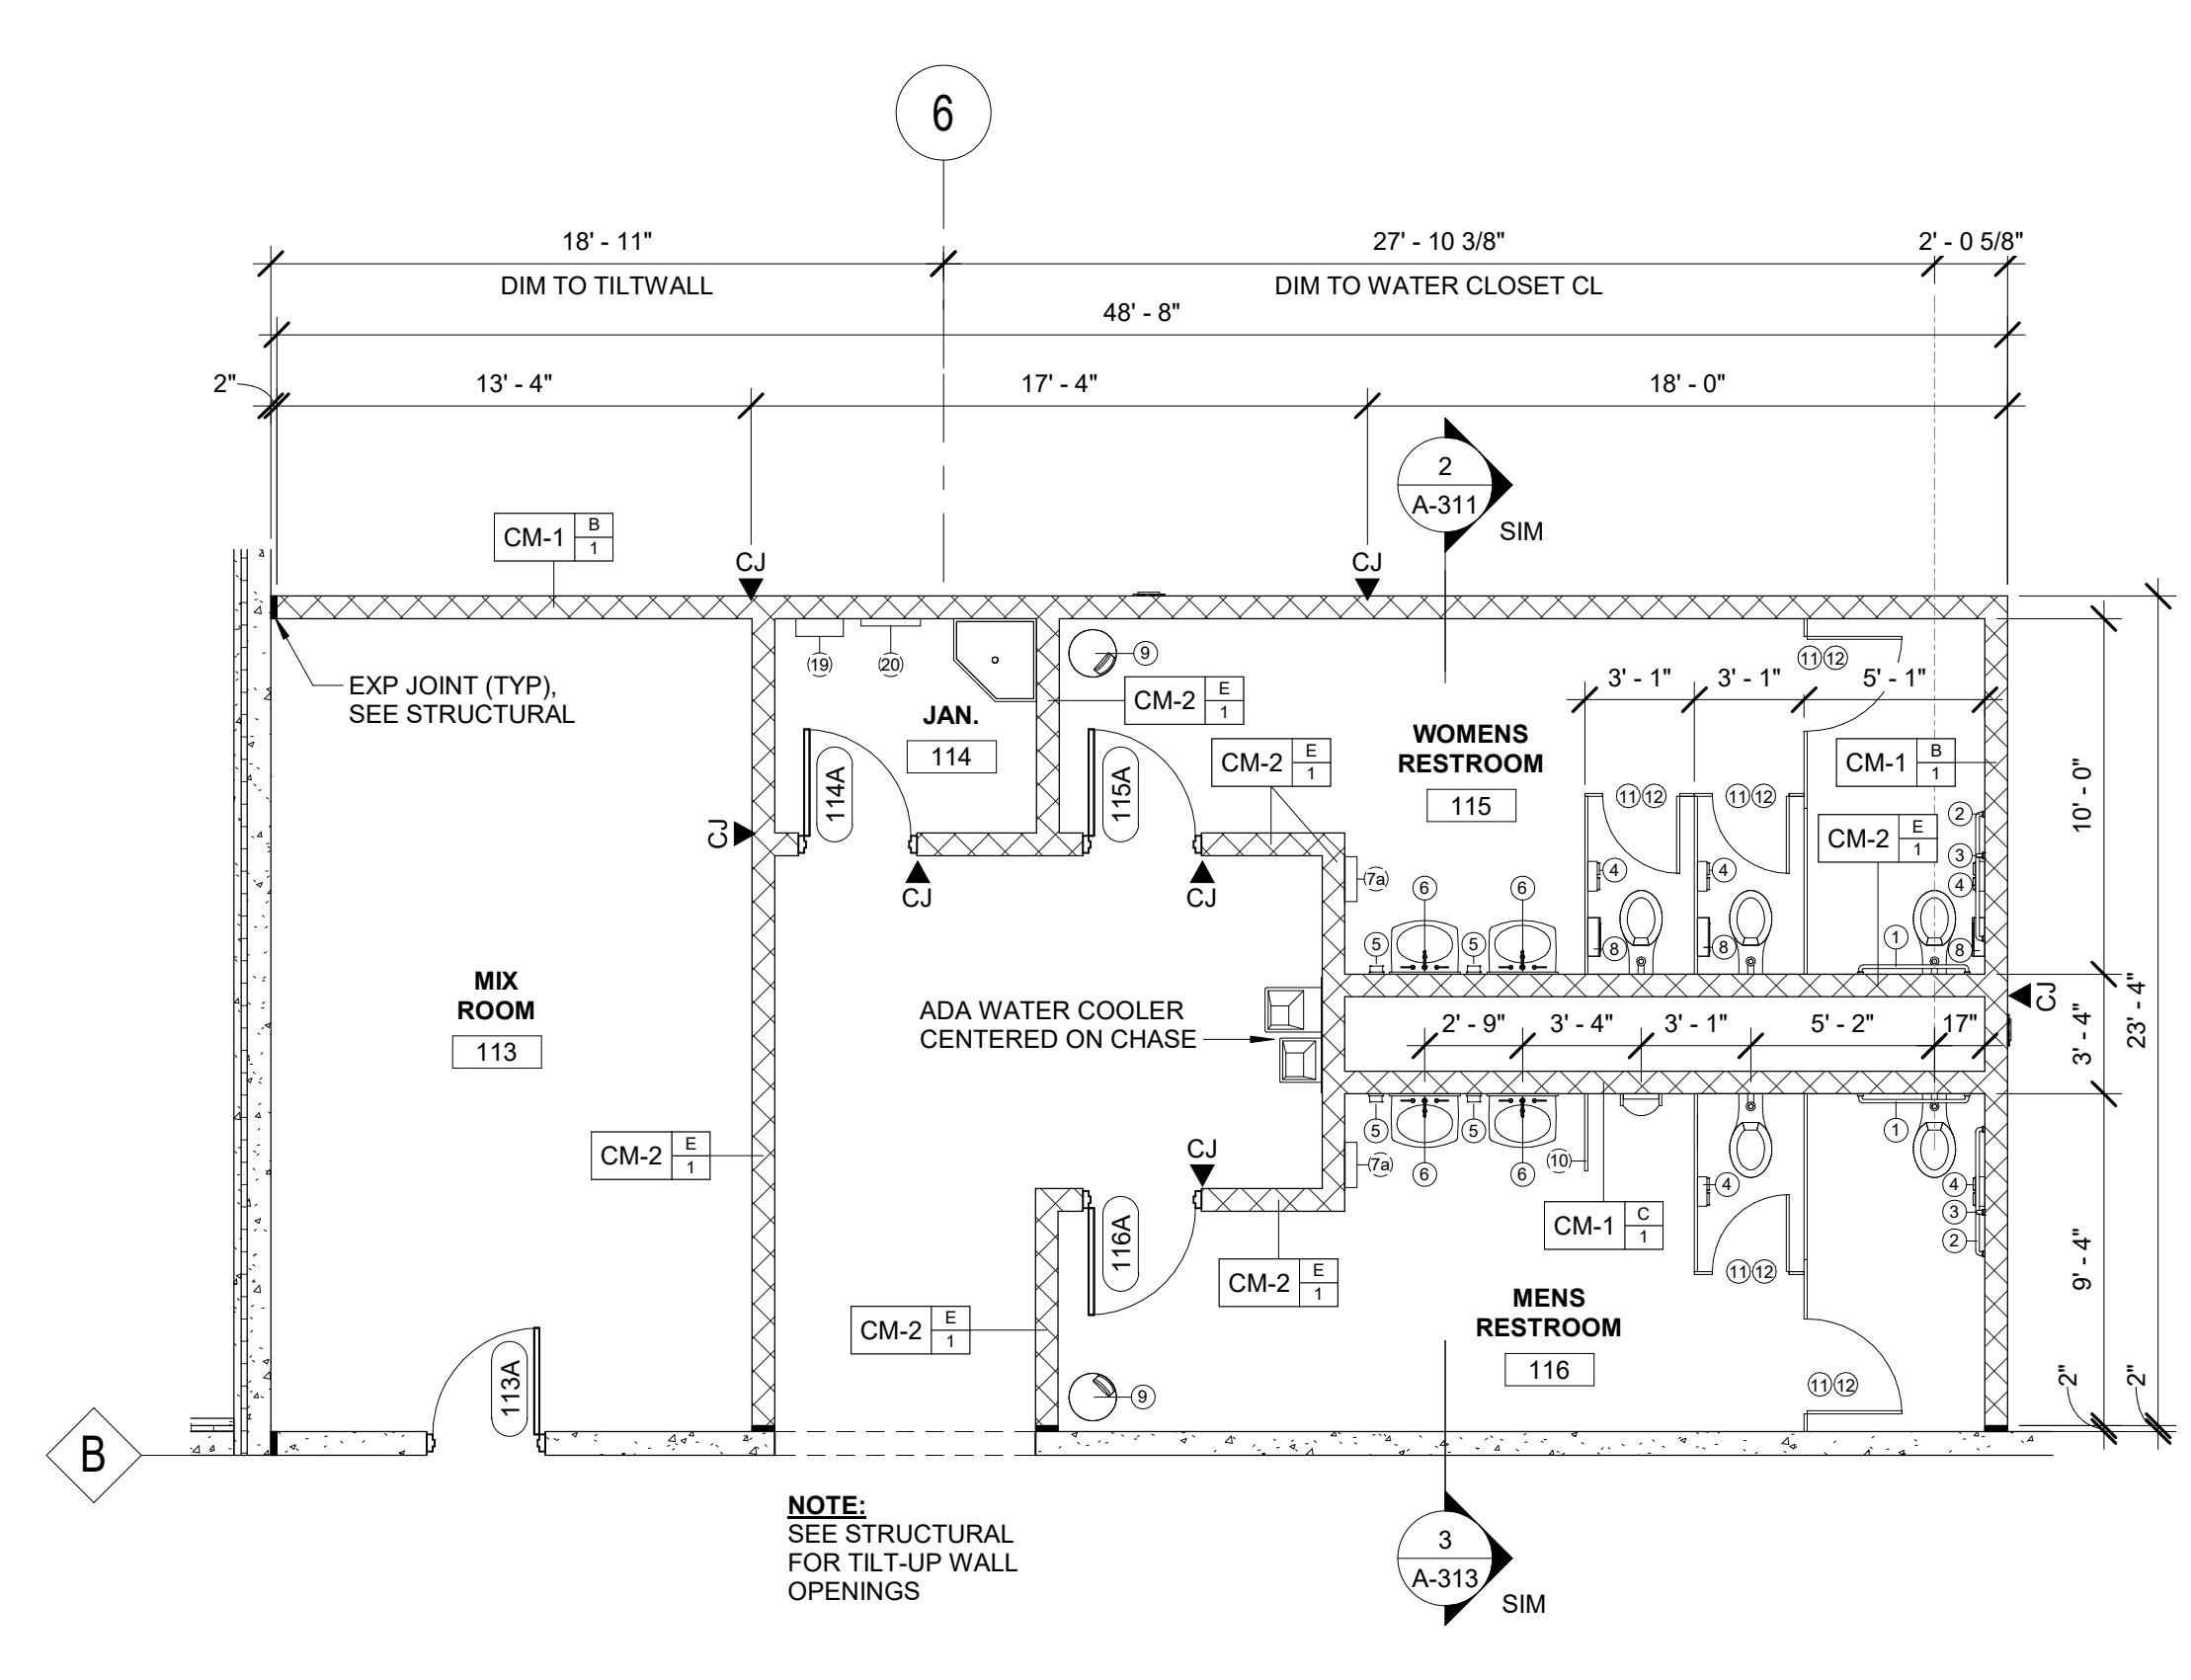 6
18' - 11"
27' - 10 3/8"
2' - 0 5/8"
DIM TO TILTWALL
DIM TO WATER CLOSET CL
48' - 8"
2"
13' - 4"
17' - 4"
18' - 0"
2
A-311
SIM
CM-1
B
1
CJ
CJ
19
20
9
EXP JOINT (TYP),
SEE STRUCTURAL
CM-2
E
1
JAN.
114
114A
115A
CM-2
E
1
WOMENS
RESTROOM
115
3' - 1"
3' - 1"
5' - 1"
11
12
11
12
11
12
CM-1
B
1
CM-2
E
1
10' - 0"
CJ
CJ
CJ
7a
6
6
5
5
4
8
4
8
2
3
4
1
8
MIX
ROOM
113
ADA WATER COOLER
CENTERED ON CHASE
2' - 9"
3' - 4"
3' - 1"
5' - 2"
17"
CJ
3' - 4"
23' - 4"
CM-2
E
1
CJ
7a
5
6
5
6
10
4
1
4
3
2
116A
CM-1
C
1
CM-2
E
1
CM-2
E
1
11
12
MENS
RESTROOM
116
9' - 4"
113A
9
11
12
2"
2"
B
NOTE:
SEE STRUCTURAL
FOR TILT-UP WALL
OPENINGS
3
A-313
SIM